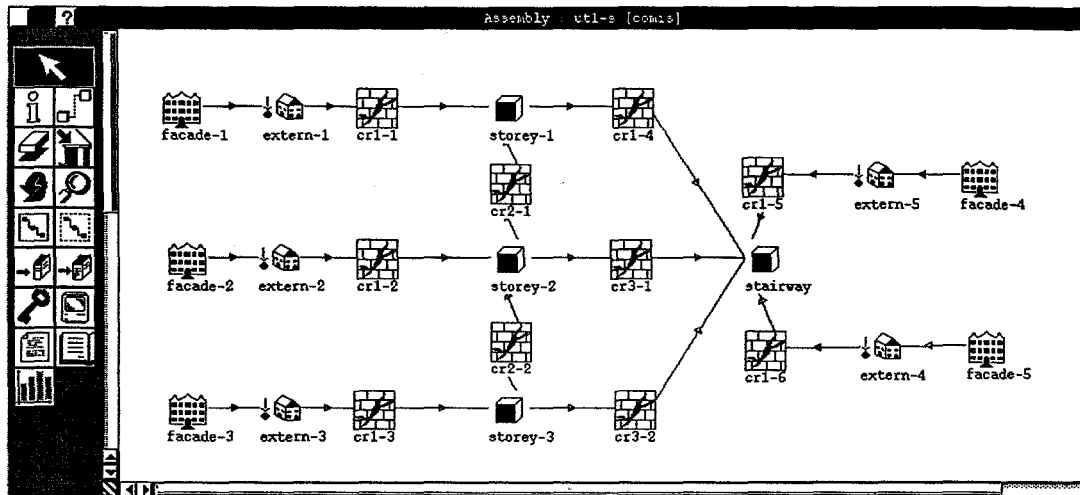 ?
Assembly : utl-s [comis]
i
facade-1 extern-1 cr1-1 storey-1 cr1-4
cr2-1 cr1-5 extern-5 facade-4
facade-2 extern-2 cr1-2 storey-2 cr3-1 stairway
cr2-2 cr1-6 extern-4 facade-5
facade-3 extern-3 cr1-3 storey-3 cr3-2